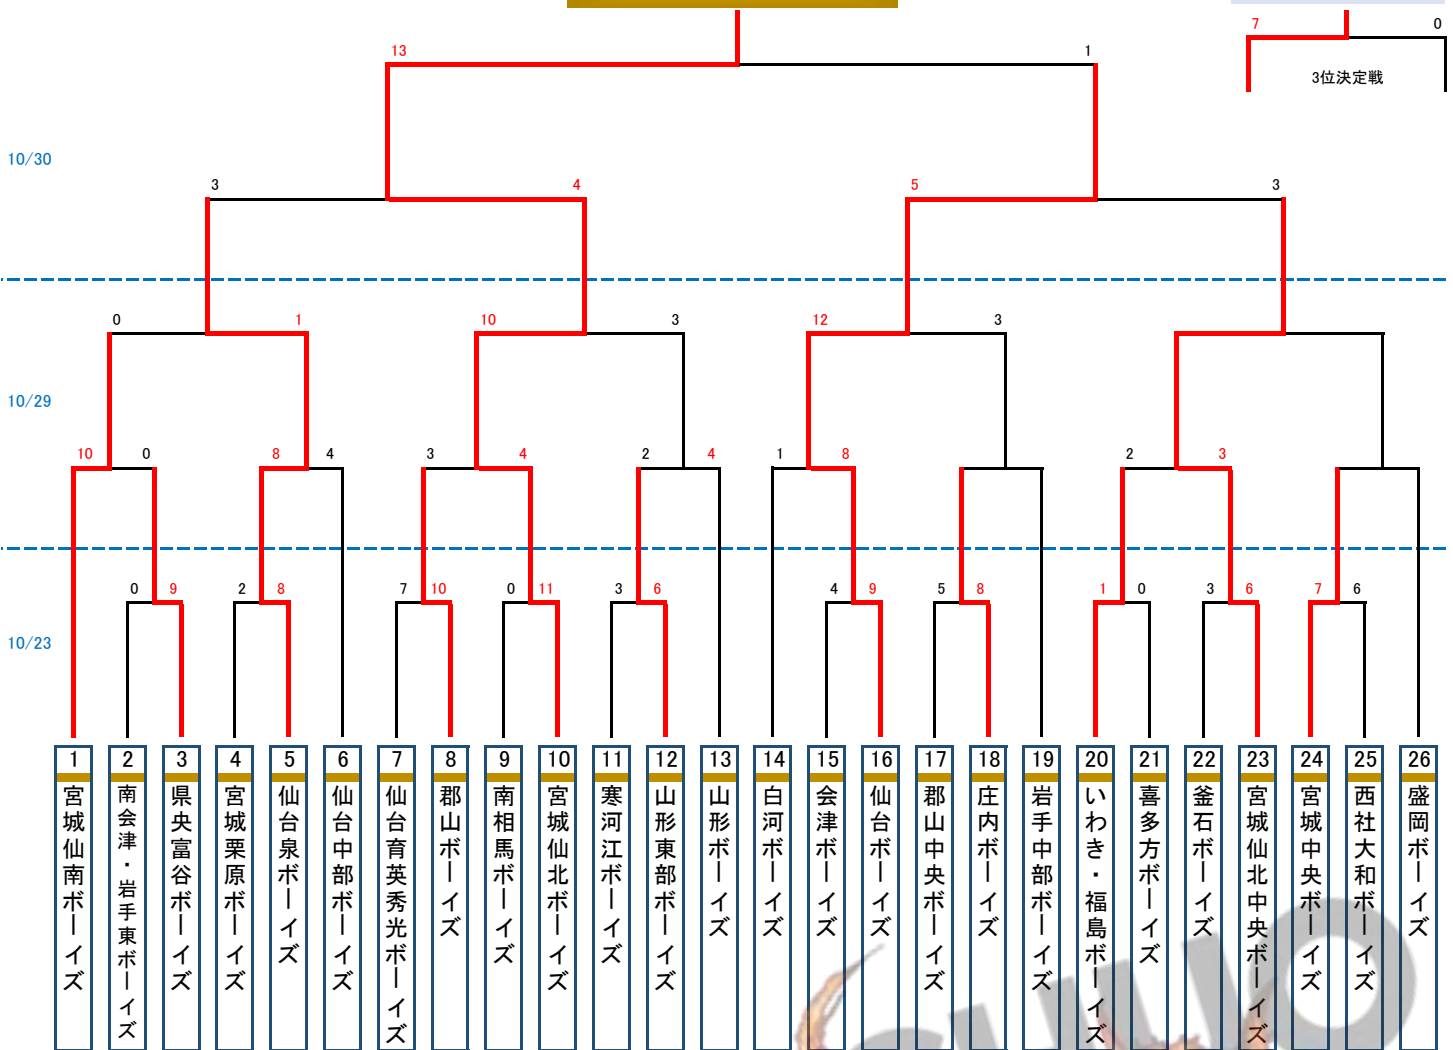 7 0
3位決定戦
13 1
10/30
3 4 5 3
0 1 10 3 12 3
10/29
10 0 8 4 3 4 2 4 1 8 2 3
0 9 2 8 7 10 0 11 3 6 4 9 5 8 1 0 3 6 7 6
10/23
1 宮城仙南ボーイズ
2 南会津・岩手東ボーイズ
3 県央富谷ボーイズ
4 宮城栗原ボーイズ
5 仙台泉ボーイズ
6 仙台中部ボーイズ
7 仙台育英秀光ボーイズ
8 郡山ボーイズ
9 南相馬ボーイズ
10 宮城仙北ボーイズ
11 寒河江ボーイズ
12 山形東部ボーイズ
13 山形ボーイズ
14 白河ボーイズ
15 会津ボーイズ
16 仙台ボーイズ
17 郡山中央ボーイズ
18 庄内ボーイズ
19 岩手中部ボーイズ
20 いわき・福島ボーイズ
21 喜多方ボーイズ
22 釜石ボーイズ
23 宮城仙北中央ボーイズ
24 宮城中央ボーイズ
25 西社大和ボーイズ
26 盛岡ボーイズ